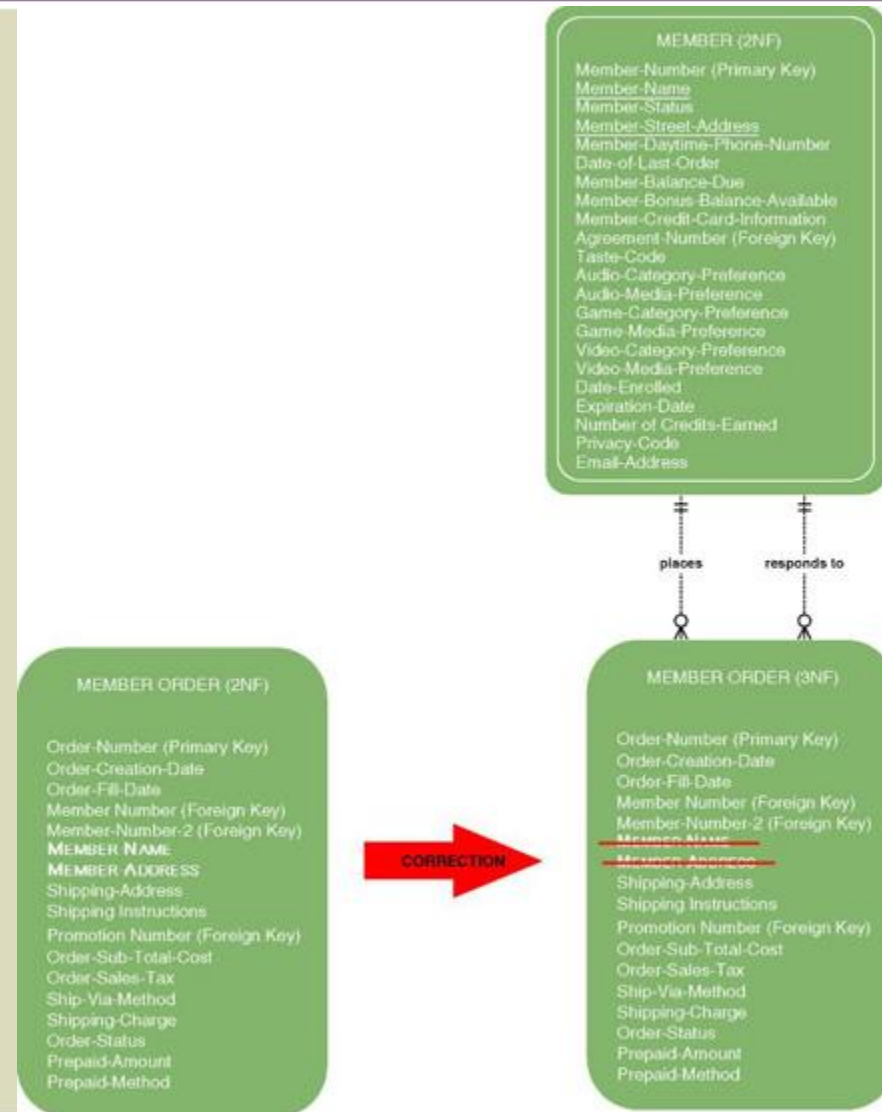 MEMBER (2NF)
Member-Number (Primary Key)
Member-Name
Member-Status
Member-Street-Address
Member-Daytime-Phone-Number
Date-of-Last-Order
Member-Balance-Due
Member-Bonus-Balance-Available
Member-Credit-Card-Information
Agreement-Number (Foreign Key)
Taste-Code
Audio-Category-Preference
Audio-Media-Preference
Game-Category-Preference
Game-Media-Preference
Video-Category-Preference
Video-Media-Preference
Date-Enrolled
Expiration-Date
Number of Credits-Earned
Privacy-Code
Email-Address
places
responds to
MEMBER ORDER (2NF)
Order-Number (Primary Key)
Order-Creation-Date
Order-Fill-Date
Member Number (Foreign Key)
Member-Number-2 (Foreign Key)
MEMBER NAME
MEMBER ADDRESS
Shipping-Address
Shipping Instructions
Promotion Number (Foreign Key)
Order-Sub-Total-Cost
Order-Sales-Tax
Ship-Via-Method
Shipping-Charge
Order-Status
Prepaid-Amount
Prepaid-Method
CORRECTION
MEMBER ORDER (3NF)
Order-Number (Primary Key)
Order-Creation-Date
Order-Fill-Date
Member Number (Foreign Key)
Member-Number-2 (Foreign Key)
MEMBER NAME
MEMBER ADDRESS
Shipping-Address
Shipping Instructions
Promotion Number (Foreign Key)
Order-Sub-Total-Cost
Order-Sales-Tax
Ship-Via-Method
Shipping-Charge
Order-Status
Prepaid-Amount
Prepaid-Method